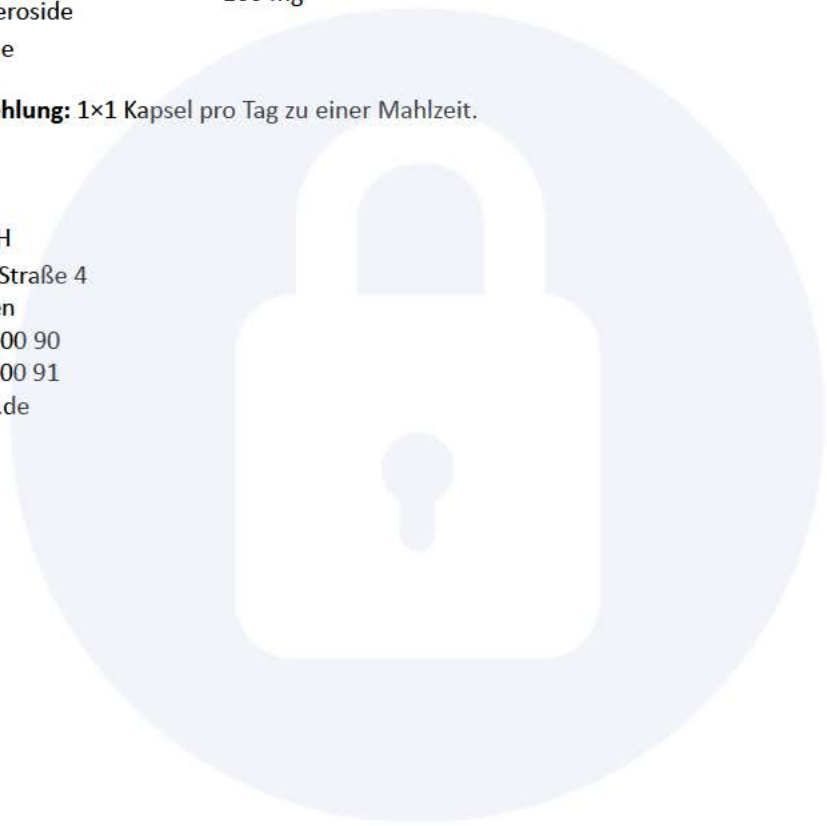 eroside
e
hlung: 1×1 Kapsel pro Tag zu einer Mahlzeit.
H
Straße 4
en
00 90
00 91
.de